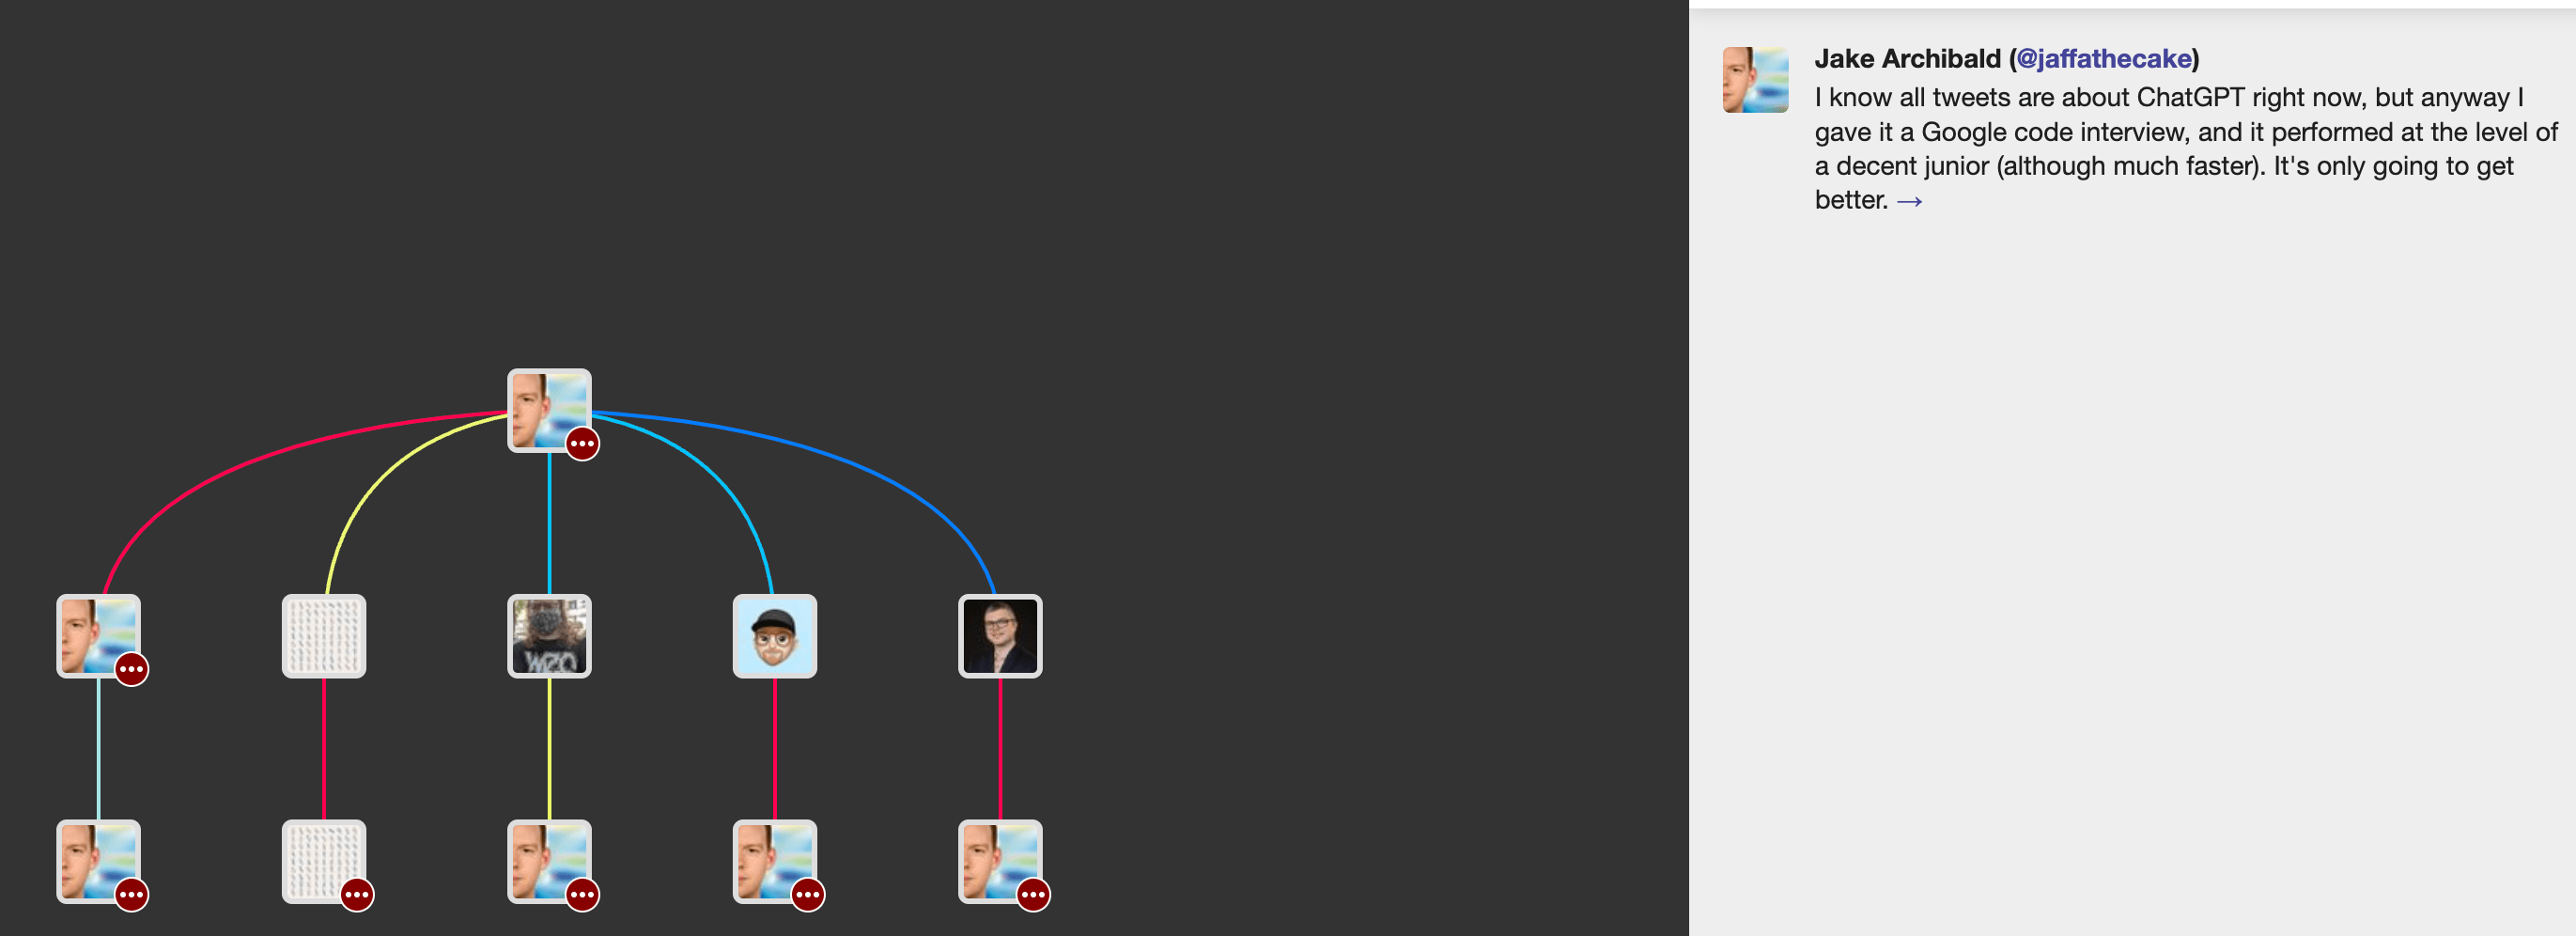 Jake Archibald (@jaffathecake)
I know all tweets are about ChatGPT right now, but anyway I
gave it a Google code interview, and it performed at the level of
a decent junior (although much faster). It's only going to get
better. →